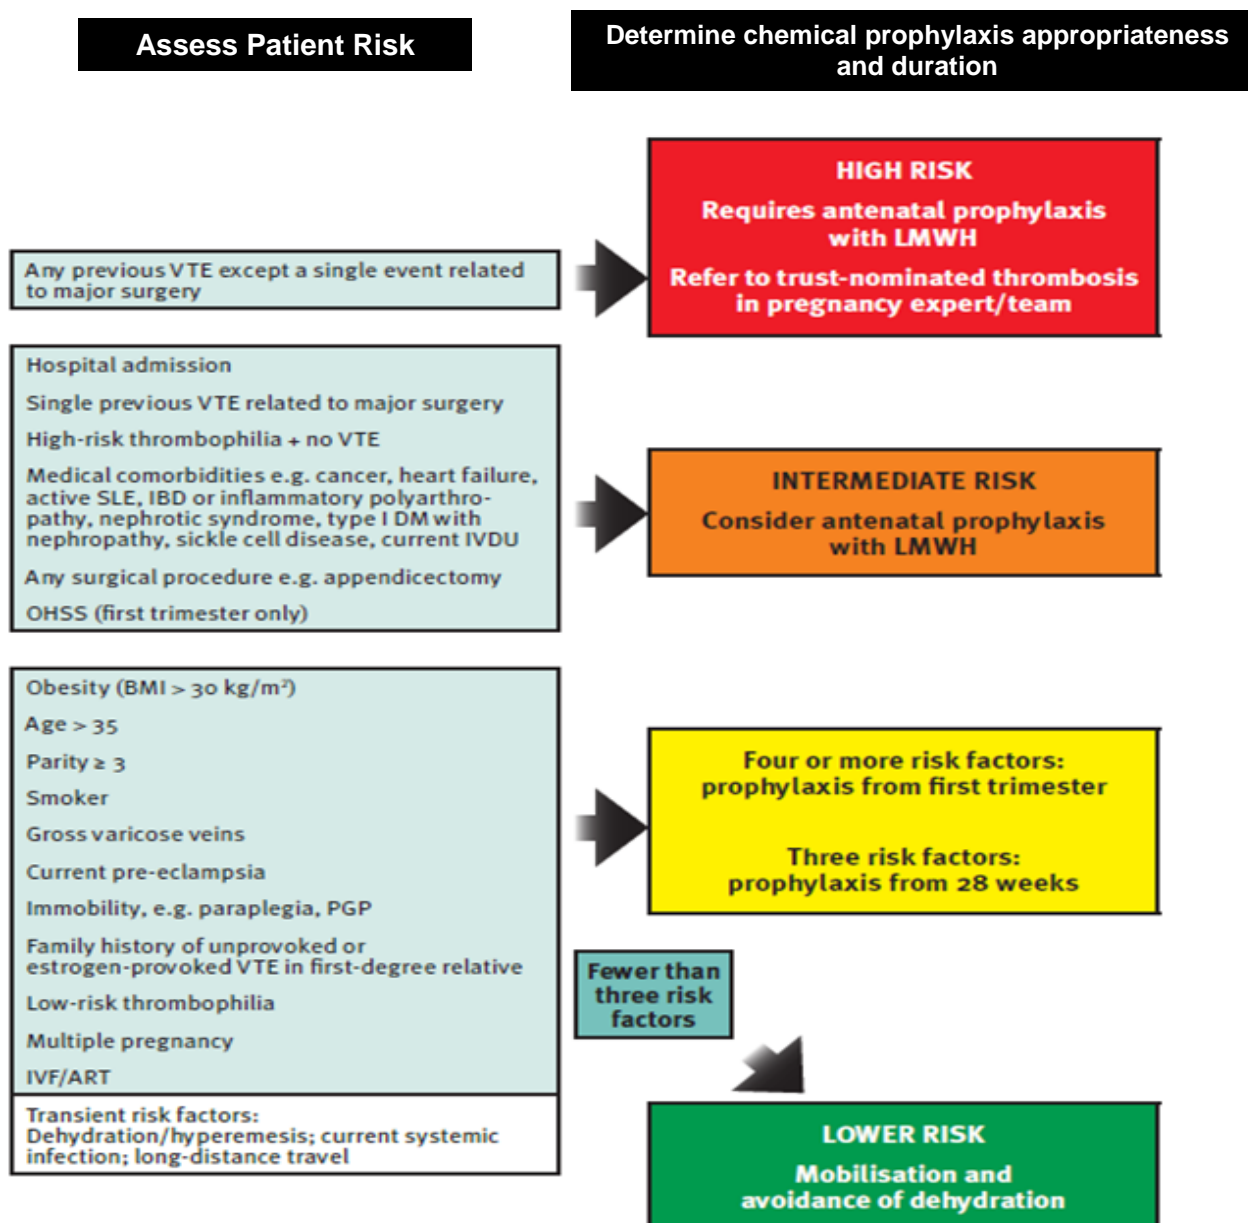 Assess Patient Risk
Determine chemical prophylaxis appropriateness
and duration
Any previous VTE except a single event related
to major surgery
HIGH RISK
Requires antenatal prophylaxis
with LMWH
Refer to trust-nominated thrombosis
in pregnancy expert/team
Hospital admission
Single previous VTE related to major surgery
High-risk thrombophilia + no VTE
Medical comorbidities e.g. cancer, heart failure,
active SLE, IBD or inflammatory polyarthro-
pathy, nephrotic syndrome, type I DM with
nephropathy, sickle cell disease, current IVDU
Any surgical procedure e.g. appendicectomy
OHSS (first trimester only)
INTERMEDIATE RISK
Consider antenatal prophylaxis
with LMWH
Obesity (BMI > 30 kg/m²)
Age > 35
Parity ≥ 3
Smoker
Gross varicose veins
Current pre-eclampsia
Immobility, e.g. paraplegia, PGP
Family history of unprovoked or
estrogen-provoked VTE in first-degree relative
Low-risk thrombophilia
Multiple pregnancy
IVF/ART
Transient risk factors:
Dehydration/hyperemesis; current systemic
infection; long-distance travel
Four or more risk factors:
prophylaxis from first trimester
Three risk factors:
prophylaxis from 28 weeks
Fewer than
three risk
factors
LOWER RISK
Mobilisation and
avoidance of dehydration